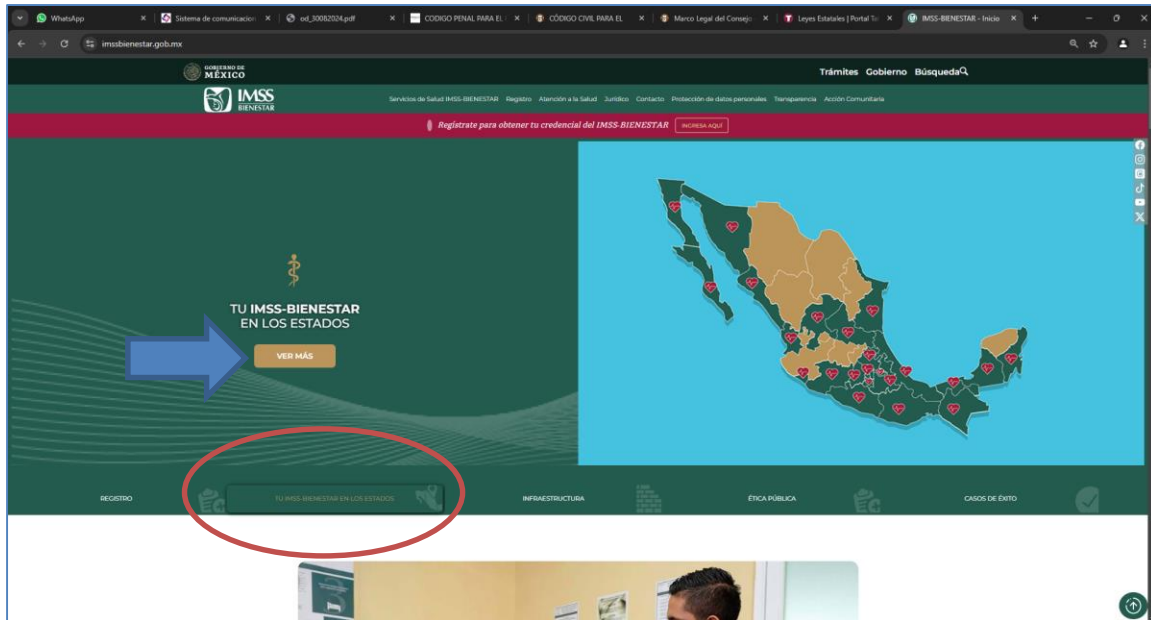 WhatsApp
Sistema de comunicacion
od_30082024.pdf
CODIGO PENAL PARA EL
CÓDIGO CIVIL PARA EL
Marco Legal del Consejo
Leyes Estatales | Portal
IMSS-BIENESTAR - Inicio
imssbienestar.gob.mx
GOBIERNO DE
MÉXICO
Trámites Gobierno Búsqueda
IMSS
BIENESTAR
Servicios de Salud IMSS-BIENESTAR Registro Atención a la Salud Jurídico Contacto Protección de datos personales Transparencia Acción Comunitaria
Regístrate para obtener tu credencial del IMSS-BIENESTAR INGRESA AQUÍ
TU IMSS-BIENESTAR
EN LOS ESTADOS
VER MÁS
REGISTRO
TU IMSS-BIENESTAR EN LOS ESTADOS
INFRAESTRUCTURA
ÉTICA PÚBLICA
CASOS DE ÉXITO